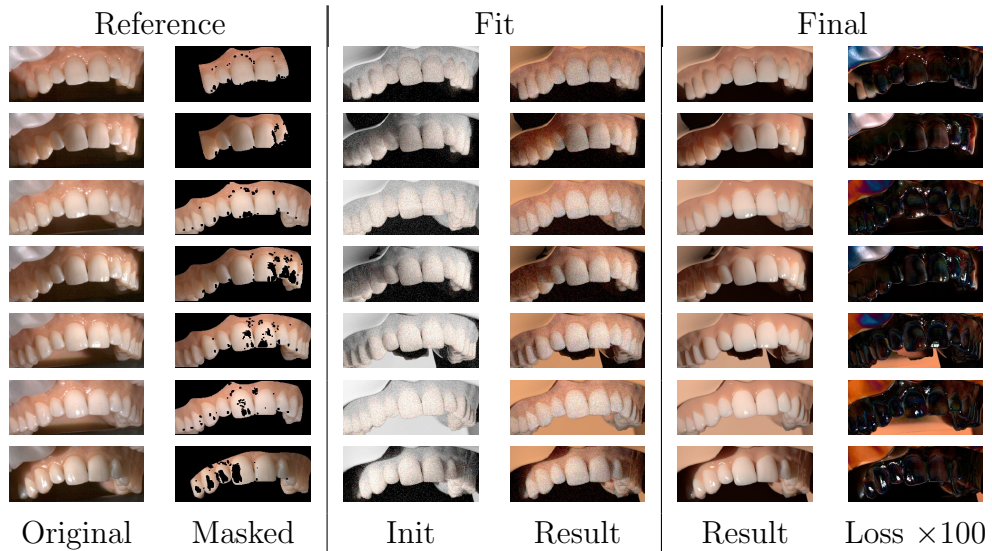 Reference Fit Final
Original Masked Init Result Result Loss ×100